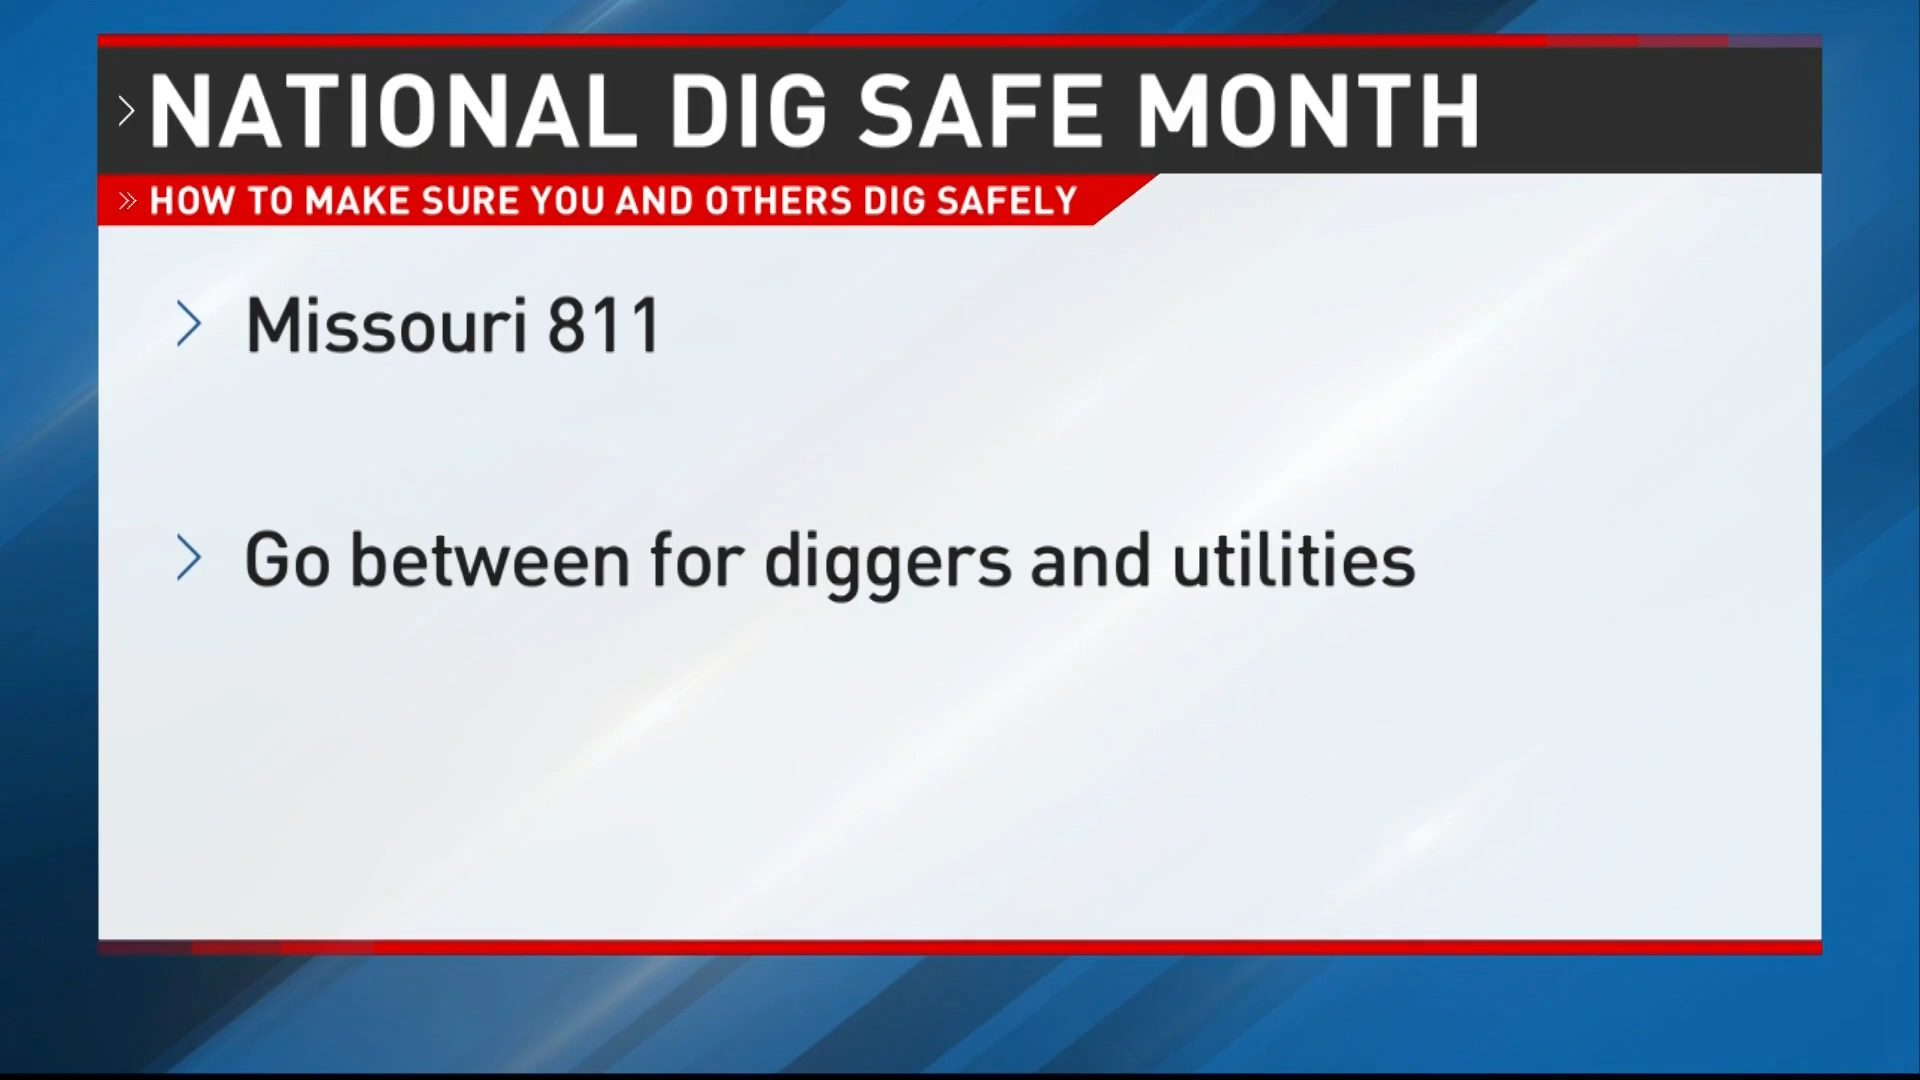 NATIONAL DIG SAFE MONTH
HOW TO MAKE SURE YOU AND OTHERS DIG SAFELY
Missouri 811
Go between for diggers and utilities